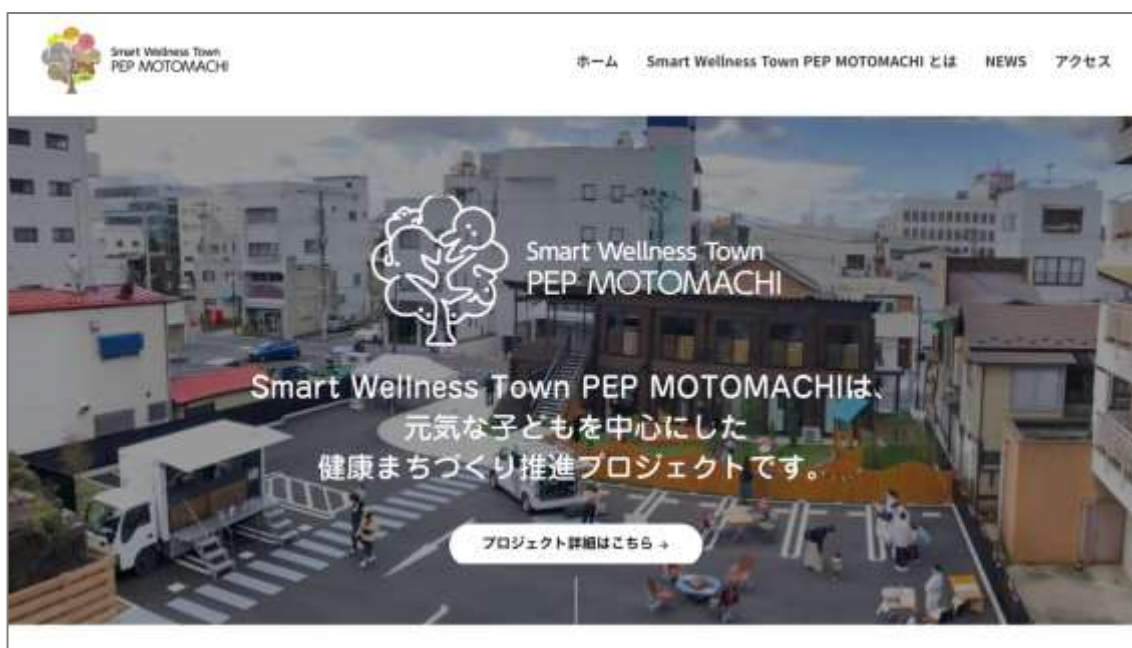 Smart Wellness Town
PEP MOTOMACHI
ホーム Smart Wellness Town PEP MOTOMACHI とは NEWS アクセス
Smart Wellness Town
PEP MOTOMACHI
Smart Wellness Town PEP MOTOMACHIは、
元気な子どもを中心にした
健康まちづくり推進プロジェクトです。
プロジェクト詳細はこちら →